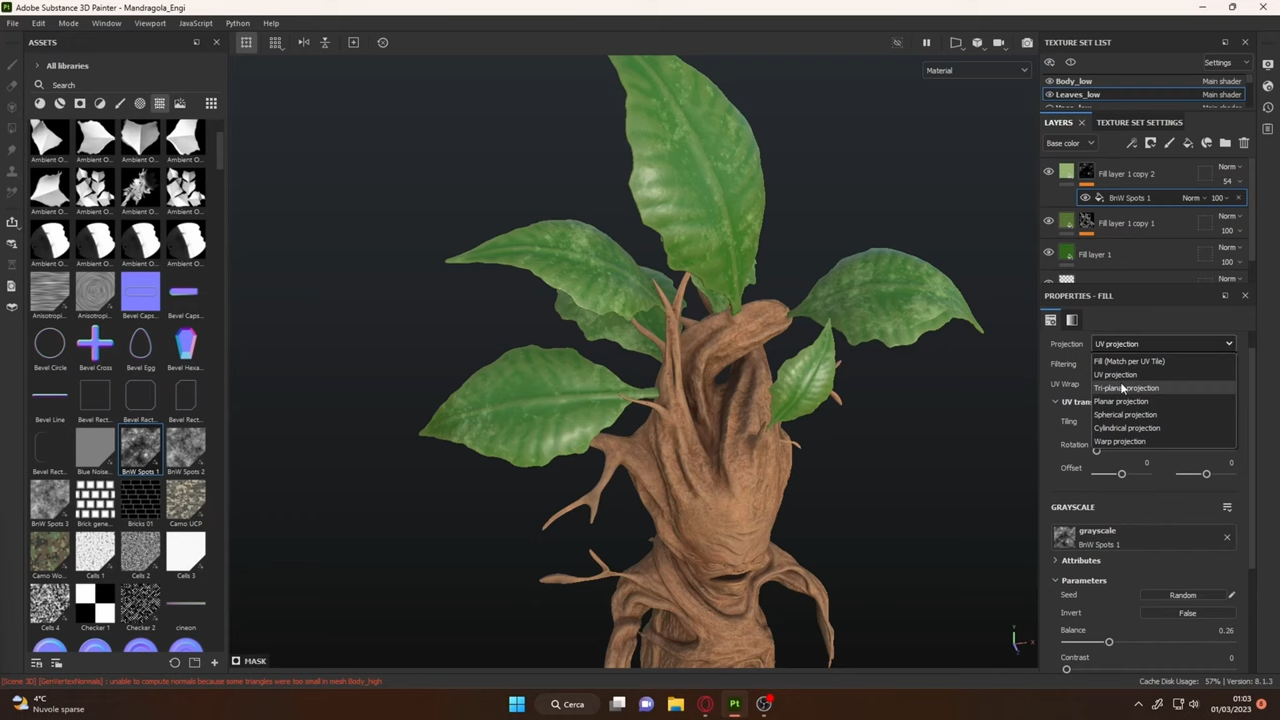 Adobe Substance 3D Painter - Mandragola_Engi
File Edit Mode Window Viewport JavaScript Python Help
ASSETS
All libraries
Search
Ambient O... Ambient O... Ambient O... Ambient O...
Ambient O... Ambient O... Ambient O... Ambient O...
Ambient O... Ambient O... Ambient O... Ambient O...
Anisotropi... Anisotropi... Bevel Caps... Bevel Caps...
Bevel Circle Bevel Cross Bevel Egg Bevel Hexa...
Bevel Line Bevel Rect... Bevel Rect... Bevel Rect...
Bevel Rect... Blue Noise... BnW Spots 1 BnW Spots 2
BnW Spots 3 Brick gene... Bricks 01 Camo UCP
Camo Wo... Cells 1 Cells 2 Cells 3
Cells 4 Checker 1 Checker 2 cineon
Material
MASK
TEXTURE SET LIST
Settings
Body_low Main shader
Leaves_low Main shader
LAYERS TEXTURE SET SETTINGS
Base color
Fill layer 1 copy 2 Norm
54
BnW Spots 1 Norm 100
Fill layer 1 copy 1 Norm
100
Fill layer 1 Norm
100
PROPERTIES - FILL
Projection UV projection
Filtering Fill (Match per UV Tile)
UV projection
UV Wrap Tri-planar projection
UV tran Planar projection
Spherical projection
Tiling Cylindrical projection
Rotation Warp projection
Offset 0 0
GRAYSCALE
grayscale
BnW Spots 1
Attributes
Parameters
Seed Random
Invert False
Balance 0.26
Contrast 0
[Scene 3D] [GenVertexNormals] : unable to compute normals because some triangles were too small in mesh Body_high
Cache Disk Usage: 57% | Version: 8.1.3
4°C
Nuvole sparse
Cerca
01:03
01/03/2023